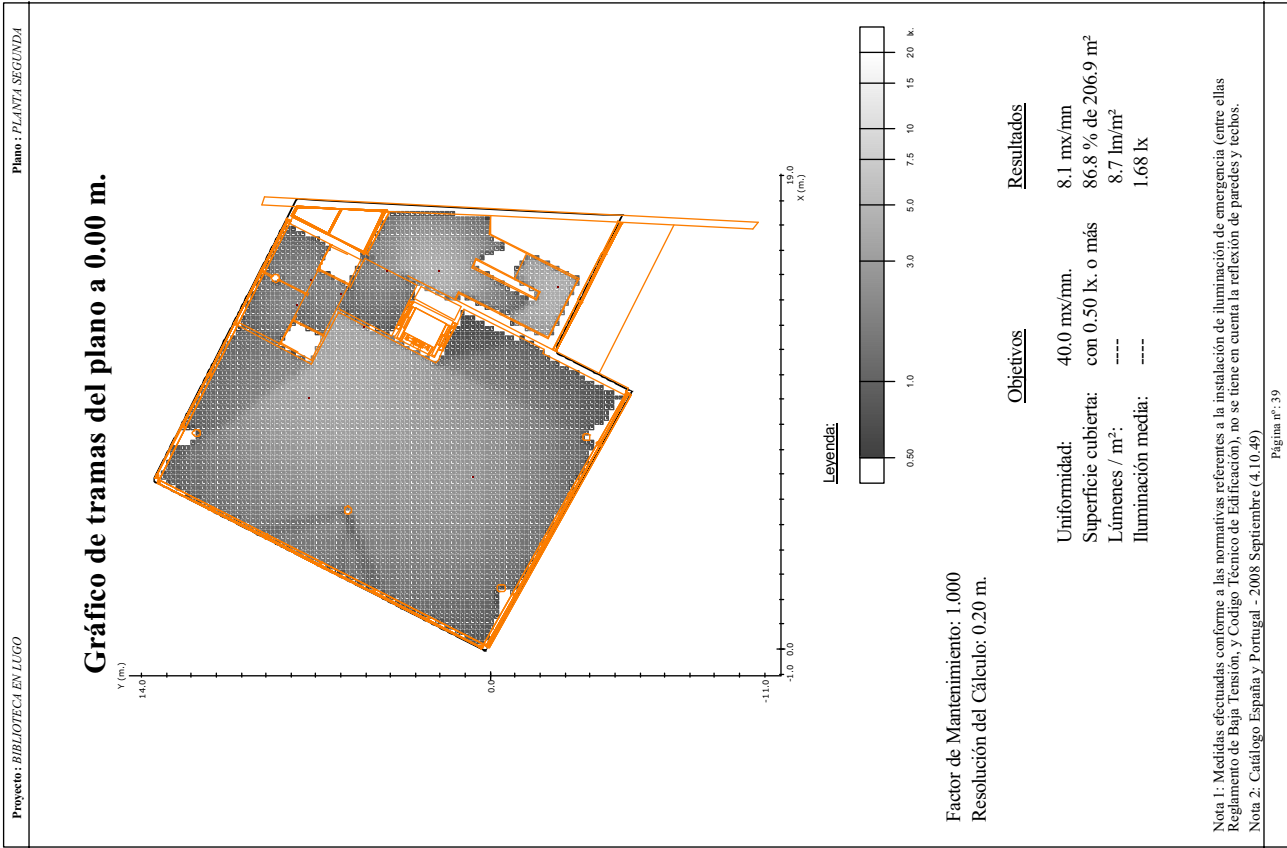 Proyecto : BIBLIOTECA EN LUGO
Plano : PLANTA SEGUNDA
Gráfico de tramas del plano a 0.00 m.
Y (m.)
14.0
0.0
-11.0
-1.0
0.0
19.0
X (m.)
Leyenda:
0.50
1.0
3.0
5.0
7.5
10
15
20
lx.
Factor de Mantenimiento: 1.000
Resolución del Cálculo: 0.20 m.
Objetivos
Resultados
Uniformidad: 40.0 mx/mn. 8.1 mx/mn
Superficie cubierta: con 0.50 lx. o más 86.8 % de 206.9 m²
Lúmenes / m²: ---- 8.7 lm/m²
Iluminación media: ---- 1.68 lx
Nota 1: Medidas efectuadas conforme a las normativas referentes a la instalación de iluminación de emergencia (entre ellas
Reglamento de Baja Tensión, y Codigo Técnico de Edificación), no se tiene en cuenta la reflexión de paredes y techos.
Nota 2: Catálogo España y Portugal - 2008 Septiembre (4.10.49)
Página nº: 39